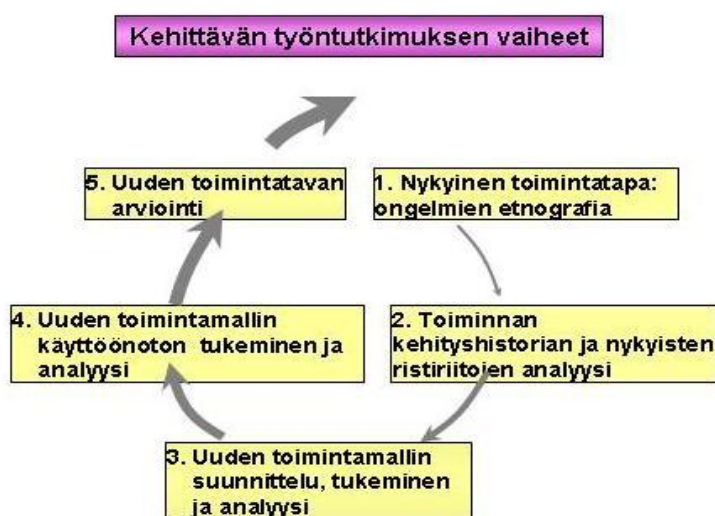 Kehittävän työntutkimuksen vaiheet
1. Nykyinen toimintatapa:
ongelmien etnografia
2. Toiminnan
kehityshistorian ja nykyisten
ristiriitojen analyysi
3. Uuden toimintamallin
suunnittelu, tukeminen
ja analyysi
4. Uuden toimintamallin
käyttöönoton tukeminen ja
analyysi
5. Uuden toimintatavan
arviointi